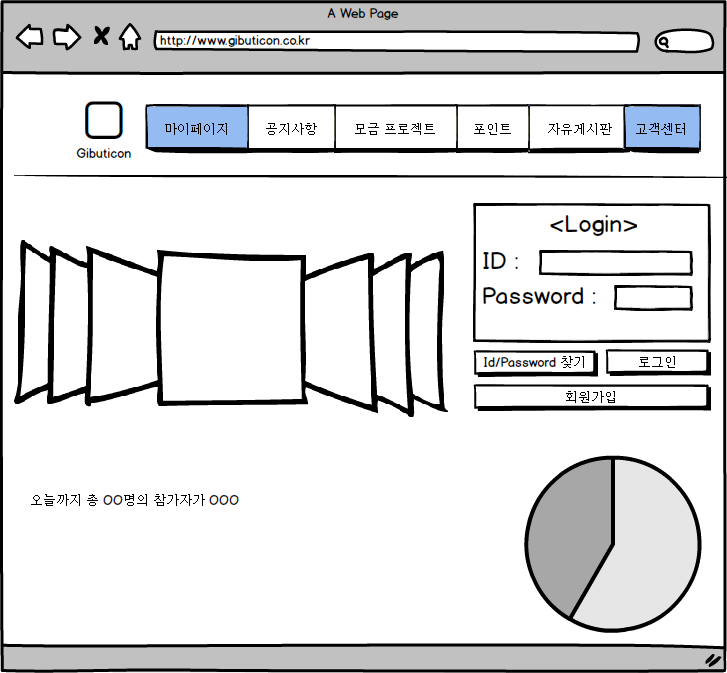 A Web Page
http://www.gibuticon.co.kr
Gibuticon
마이페이지 공지사항 모금 프로젝트 포인트 자유게시판 고객센터
<Login>
ID :
Password :
Id/Password 찾기 로그인
회원가입
오늘까지 총 OO명의 참가자가 OOO